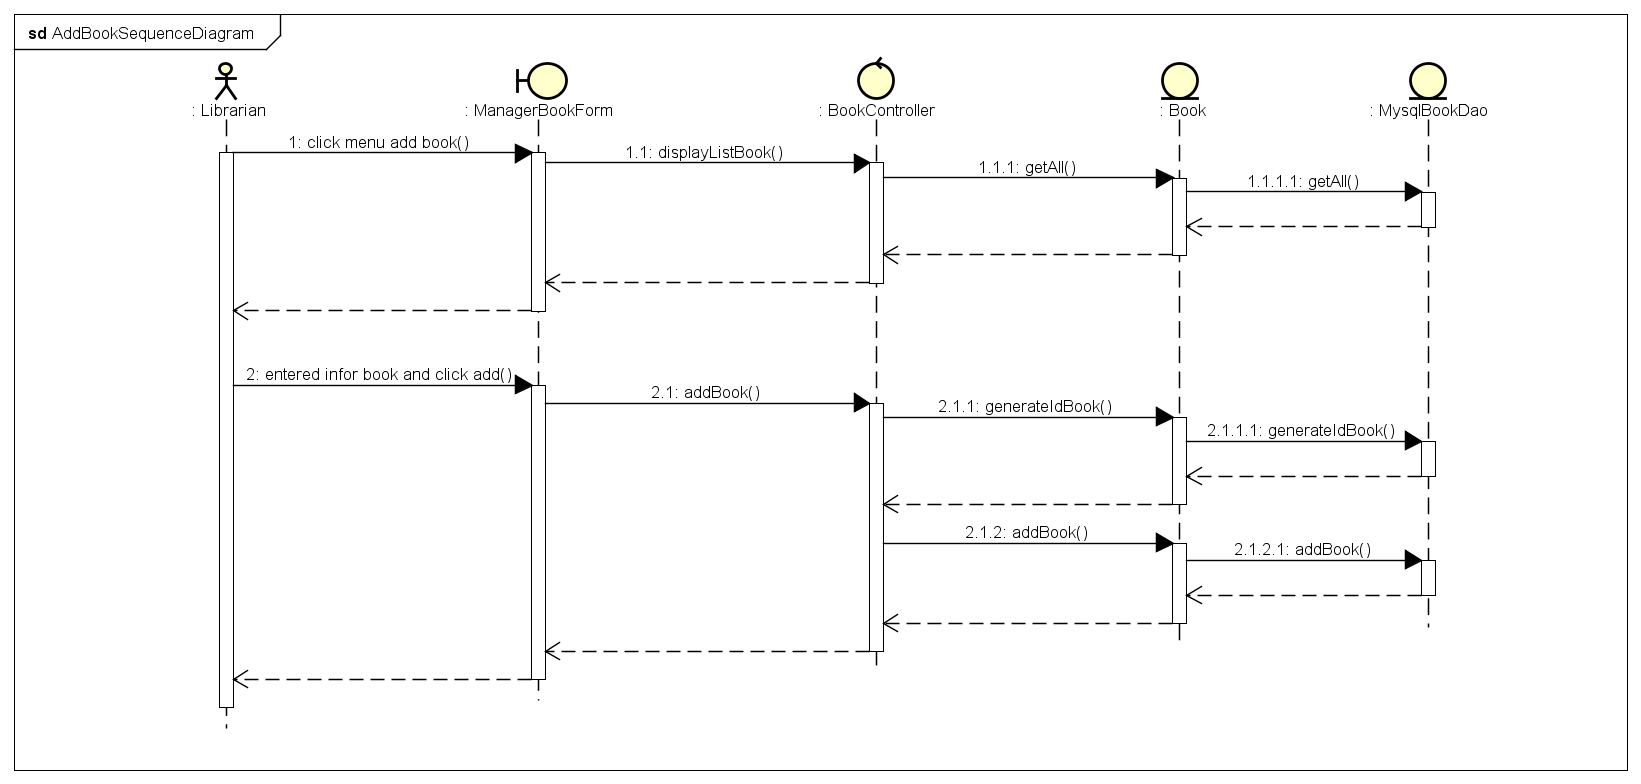 sd AddBookSequenceDiagram
: Librarian
: ManagerBookForm
: BookController
: Book
: MysqlBookDao
1: click menu add book()
1.1: displayListBook()
1.1.1: getAll()
1.1.1.1: getAll()
2: entered infor book and click add()
2.1: addBook()
2.1.1: generateIdBook()
2.1.1.1: generateIdBook()
2.1.2: addBook()
2.1.2.1: addBook()